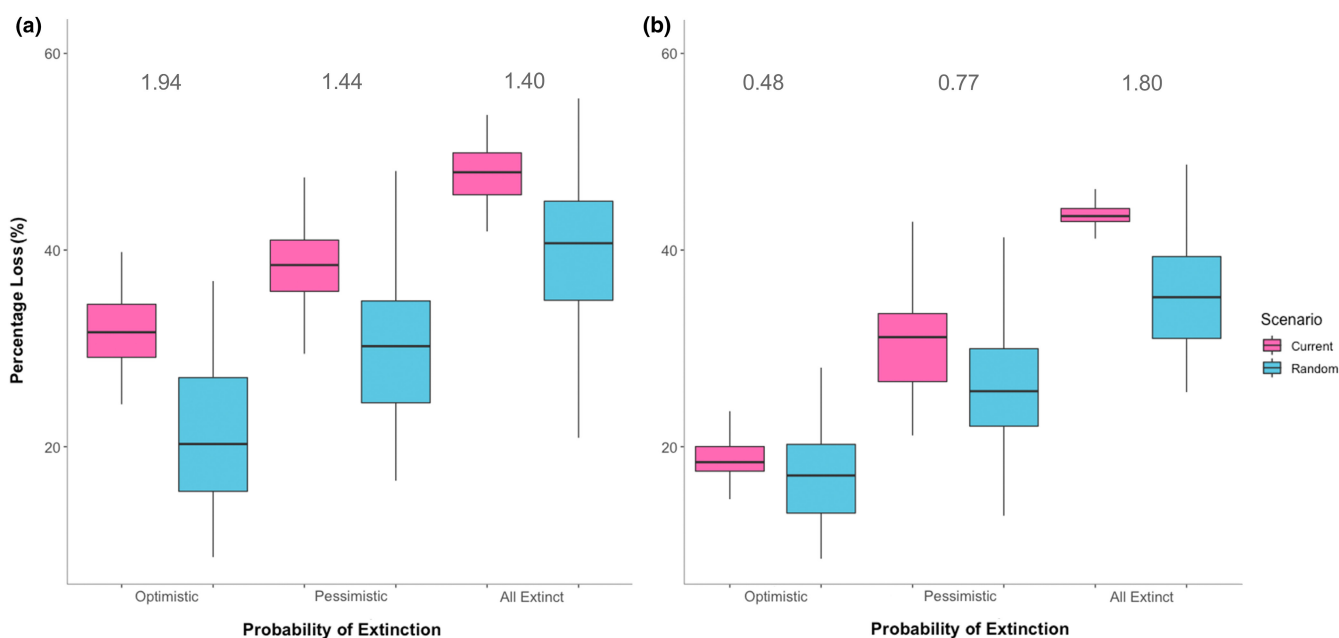 (a)
(b)
60
40
20
Percentage Loss (%)
1.94
1.44
1.40
Optimistic
Pessimistic
All Extinct
Probability of Extinction
60
40
20
0.48
0.77
1.80
Optimistic
Pessimistic
All Extinct
Probability of Extinction
Scenario
Current
Random